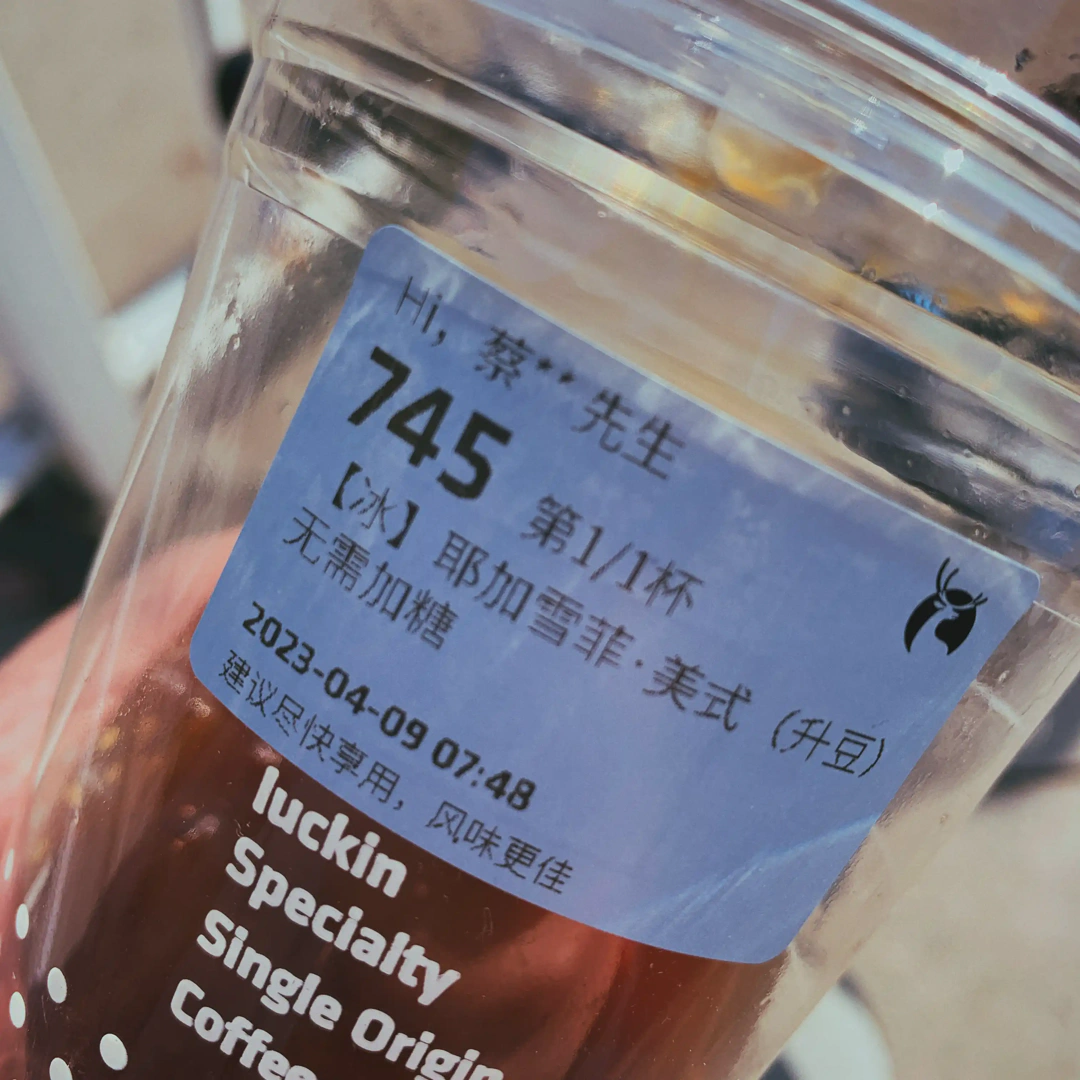 Hi，蔡**先生
745 第1/1杯
【冰】耶加雪菲·美式（升豆）
无需加糖
2023-04-09 07:48
建议尽快享用，风味更佳
luckin
Specialty
Single Origin
Coffee